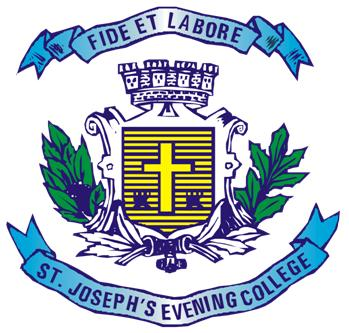 FIDE ET LABORE
ST. JOSEPH'S EVENING COLLEGE